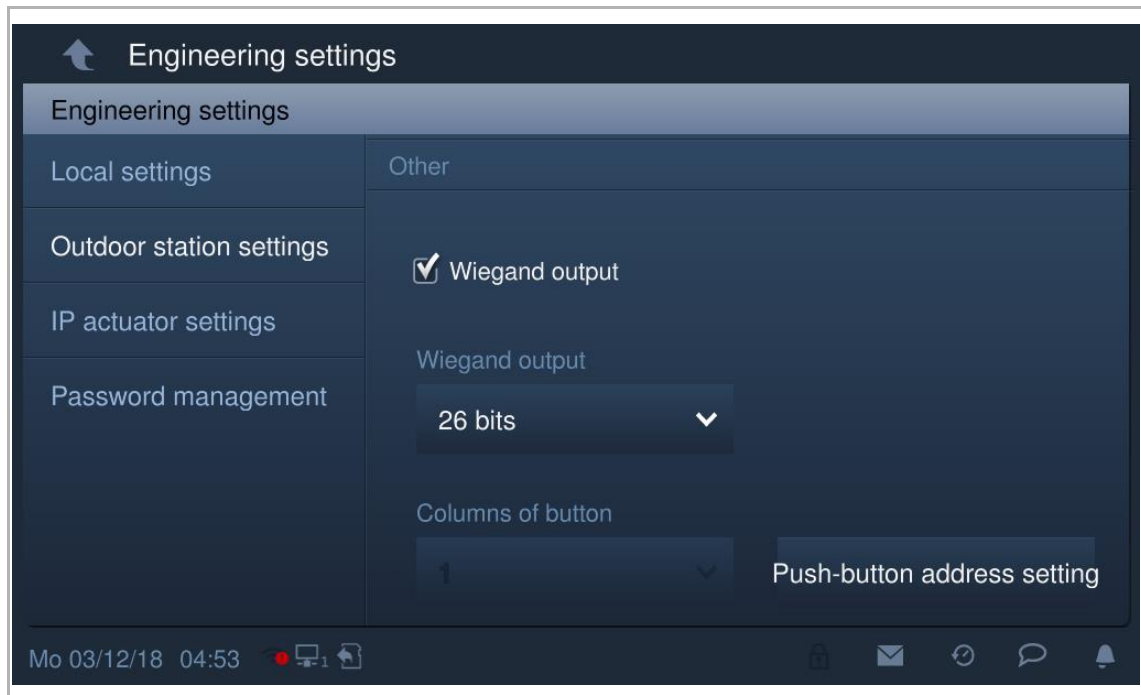 Engineering settings
Engineering settings
Local settings
Other
Outdoor station settings
Wiegand output
IP actuator settings
Wiegand output
Password management
26 bits
Columns of button
1
Push-button address setting
Mo 03/12/18 04:53
1